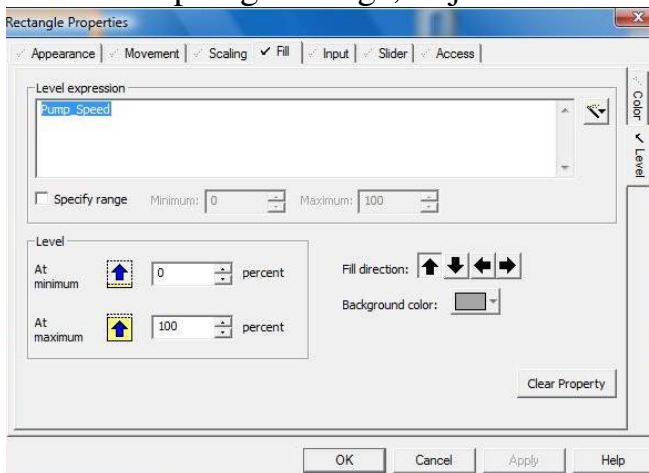 Rectangle Properties
Appearance Movement Scaling Fill Input Slider Access
Level expression
Pump_Speed
Color
Level
Specify range Minimum: 0 Maximum: 100
Level
At minimum 0 percent
Fill direction:
Background color:
At maximum 100 percent
Clear Property
OK Cancel Apply Help